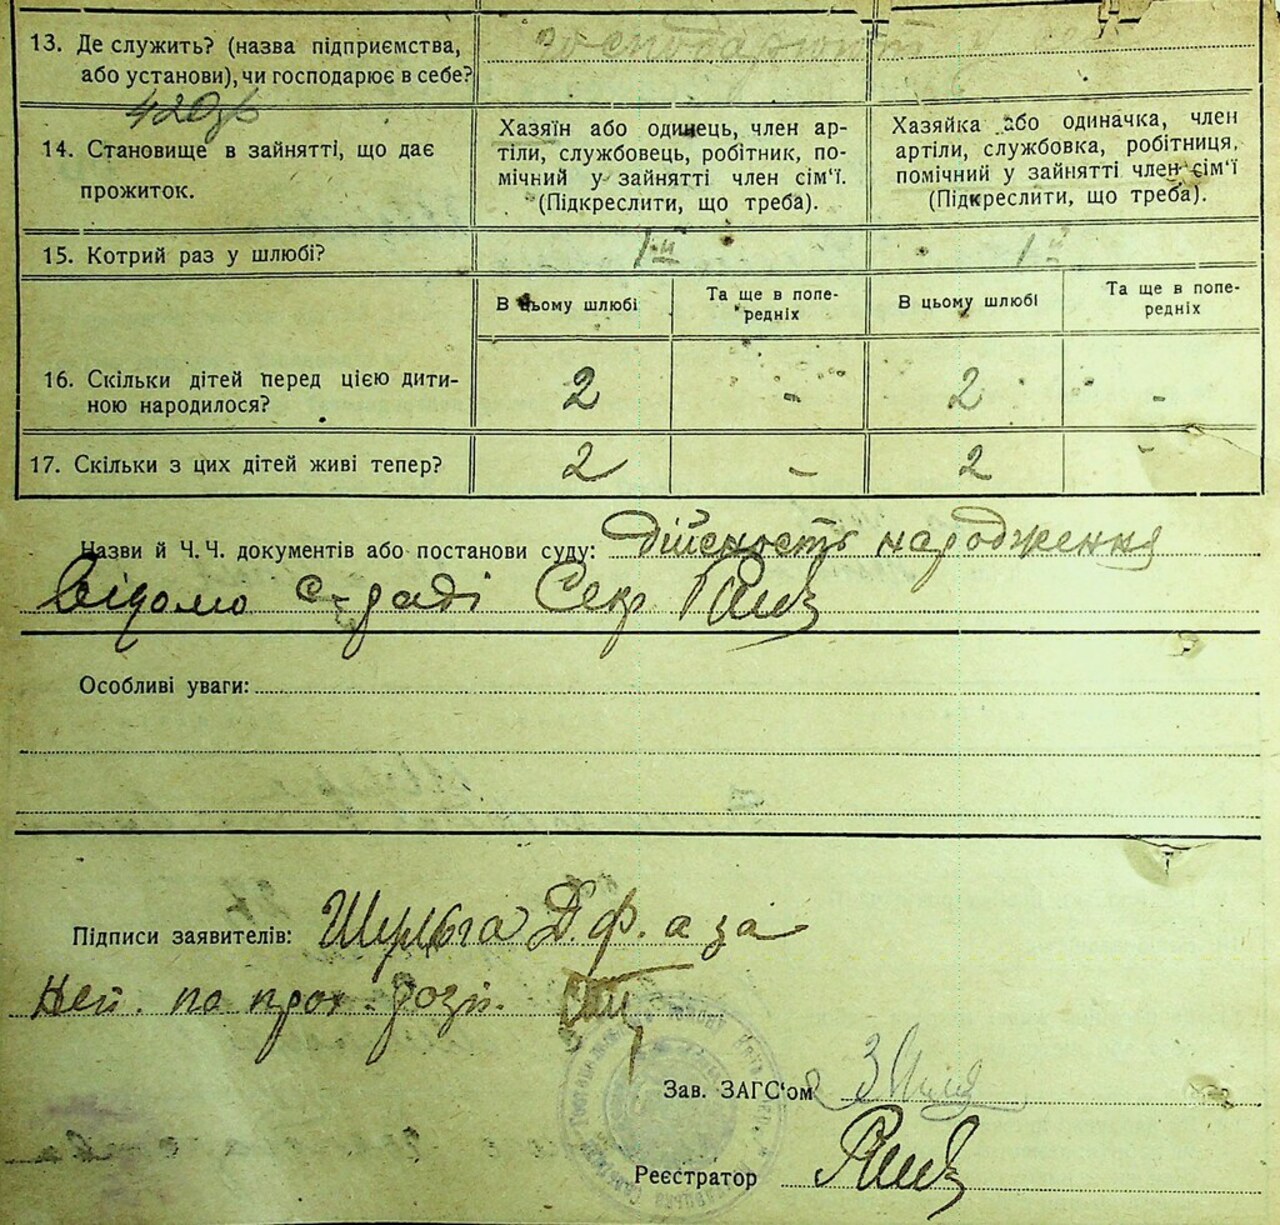 13. Де служить? (назва підприємства,
або установи), чи господарює в себе?
14. Становище в зайнятті, що дає
прожиток.
Хазяїн або одинець, член ар-
тіли, службовець, робітник, по-
мічний у зайнятті член сім'ї.
(Підкреслити, що треба).
Хазяйка або одиначка, член
артіли, службовка, робітниця,
помічний у зайнятті член сім'ї
(Підкреслити, що треба).
15. Котрий раз у шлюбі?
1-й
1-й
В цьому шлюбі
Та ще в попе-
редніх
В цьому шлюбі
Та ще в попе-
редніх
16. Скільки дітей перед цією дити-
ною народилося?
2
-
2
-
17. Скільки з цих дітей живі тепер?
2
-
2
-
Назви й Ч.Ч. документів або постанови суду: Дійсність народження
відомо с-раді Секр
Особливі уваги:
Підписи заявителів: Шульга Д.Ф. а за
Неп. по прох. розп.
Зав. ЗАГС'ом
Реєстратор